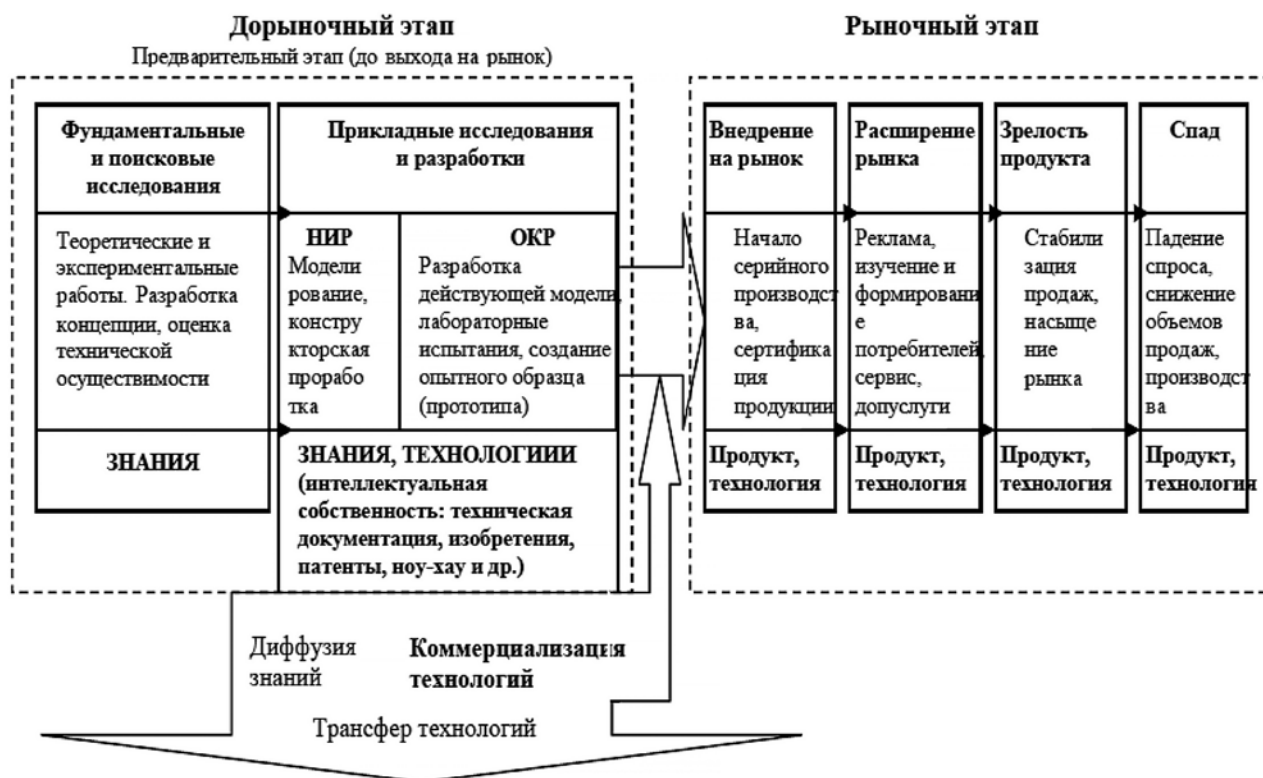 Дорыночный этап
Предварительный этап (до выхода на рынок)
Фундаментальные
и поисковые
исследования
Прикладные исследования
и разработки
Теоретические и
экспериментальные
работы. Разработка
концепции, оценка
технической
осуществимости
НИР
Модели
рование,
констру
кторская
прорабо
тка
ОКР
Разработка
действующей модели,
лабораторные
испытания, создание
опытного образца
(прототипа)
ЗНАНИЯ
ЗНАНИЯ, ТЕХНОЛОГИИИ
(интеллектуальная
собственность: техническая
документация, изобретения,
патенты, ноу-хау и др.)
Рыночный этап
Внедрение
на рынок
Расширение
рынка
Зрелость
продукта
Спад
Начало
серийного
производст
ва,
сертифика
ция
продукции
Реклама,
изучение и
формировани
е
потребителей,
сервис,
допуслуги
Стабили
зация
продаж,
насыще
ние
рынка
Падение
спроса,
снижение
объемов
продаж,
производст
ва
Продукт,
технология
Продукт,
технология
Продукт,
технология
Продукт,
технология
Диффузия
знаний
Коммерциализация
технологий
Трансфер технологий